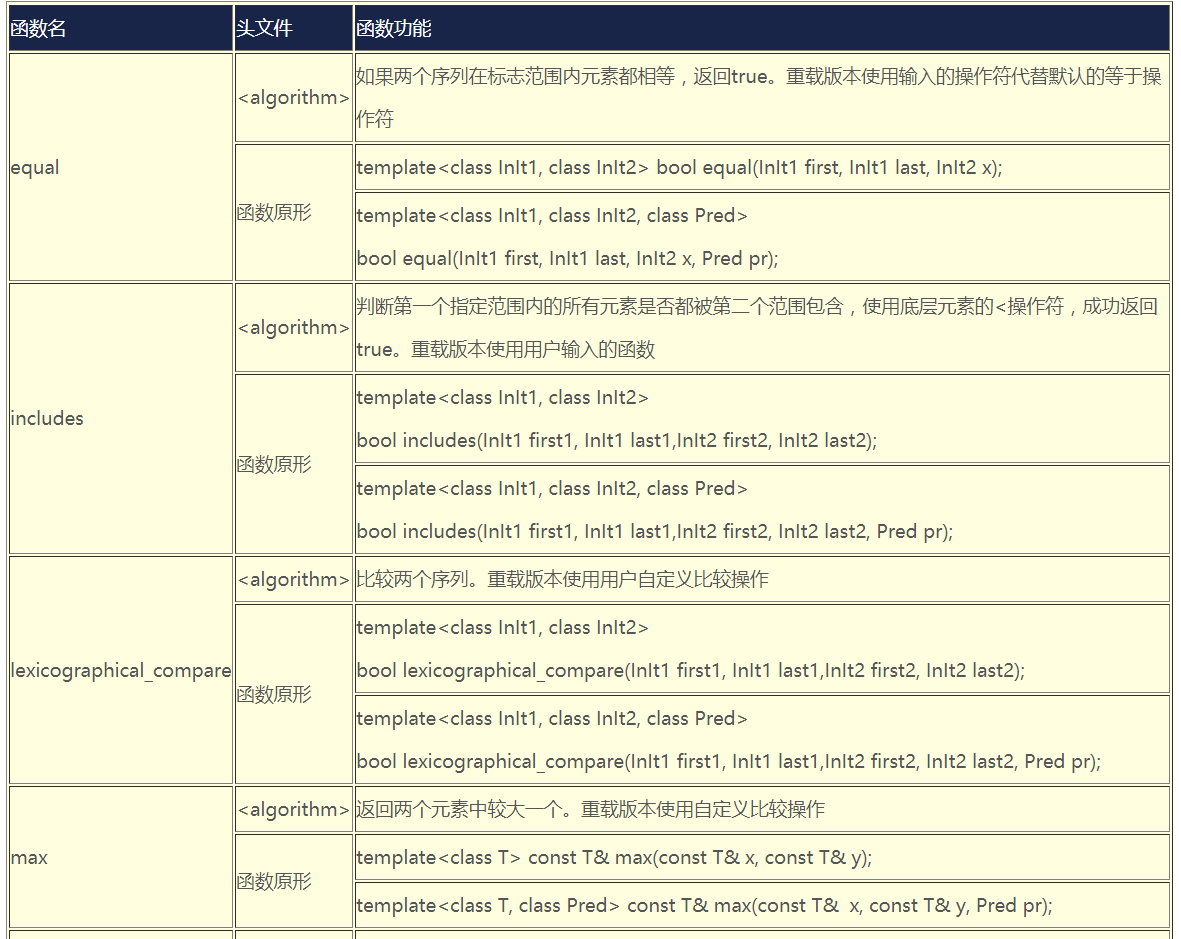 函数名 头文件 函数功能
equal
<algorithm>
如果两个序列在标志范围内元素都相等，返回true。重载版本使用输入的操作符代替默认的等于操
作符
函数原形
template<class InIt1, class InIt2> bool equal(InIt1 first, InIt1 last, InIt2 x);
template<class InIt1, class InIt2, class Pred>
bool equal(InIt1 first, InIt1 last, InIt2 x, Pred pr);
includes
<algorithm>
判断第一个指定范围内的所有元素是否都被第二个范围包含，使用底层元素的<操作符，成功返回
true。重载版本使用用户输入的函数
函数原形
template<class InIt1, class InIt2>
bool includes(InIt1 first1, InIt1 last1,InIt2 first2, InIt2 last2);
template<class InIt1, class InIt2, class Pred>
bool includes(InIt1 first1, InIt1 last1,InIt2 first2, InIt2 last2, Pred pr);
lexicographical_compare
<algorithm>
比较两个序列。重载版本使用用户自定义比较操作
函数原形
template<class InIt1, class InIt2>
bool lexicographical_compare(InIt1 first1, InIt1 last1,InIt2 first2, InIt2 last2);
template<class InIt1, class InIt2, class Pred>
bool lexicographical_compare(InIt1 first1, InIt1 last1,InIt2 first2, InIt2 last2, Pred pr);
max
<algorithm>
返回两个元素中较大一个。重载版本使用自定义比较操作
函数原形
template<class T> const T& max(const T& x, const T& y);
template<class T, class Pred> const T& max(const T&  x, const T& y, Pred pr);